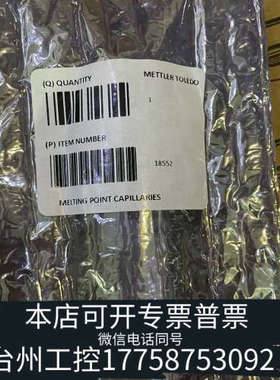 (Q) QUANTITY
METTLER TOLEDO
1
(P) ITEM NUMBER
18552
MELTING POINT CAPILLARIES
本店可开专票普票
微信电话同号
台州工控17758753092